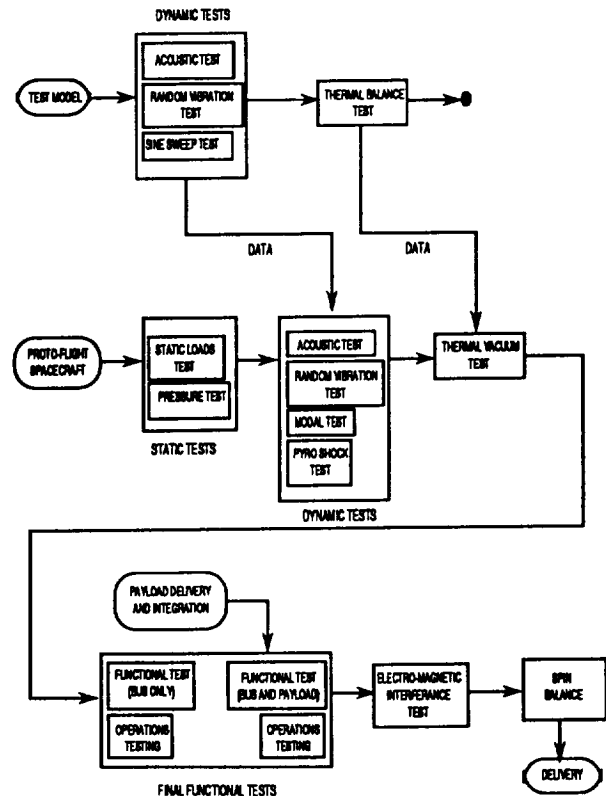 DYNAMIC TESTS
ACOUSTIC TEST
TEST MODEL
RANDOM VIBRATION
TEST
SINE SWEEP TEST
THERMAL BALANCE
TEST
DATA
DATA
PROTO-FLIGHT
SPACECRAFT
STATIC LOADS
TEST
PRESSURE TEST
STATIC TESTS
ACOUSTIC TEST
RANDOM VIBRATION
TEST
MODAL TEST
PYRO SHOCK
TEST
DYNAMIC TESTS
THERMAL VACUUM
TEST
PAYLOAD DELIVERY
AND INTEGRATION
FUNCTIONAL TEST
(BUS ONLY)
OPERATIONS
TESTING
FUNCTIONAL TEST
(BUS AND PAYLOAD)
OPERATIONS
TESTING
FINAL FUNCTIONAL TESTS
ELECTRO-MAGNETIC
INTERFERANCE
TEST
SPIN
BALANCE
DELIVERY